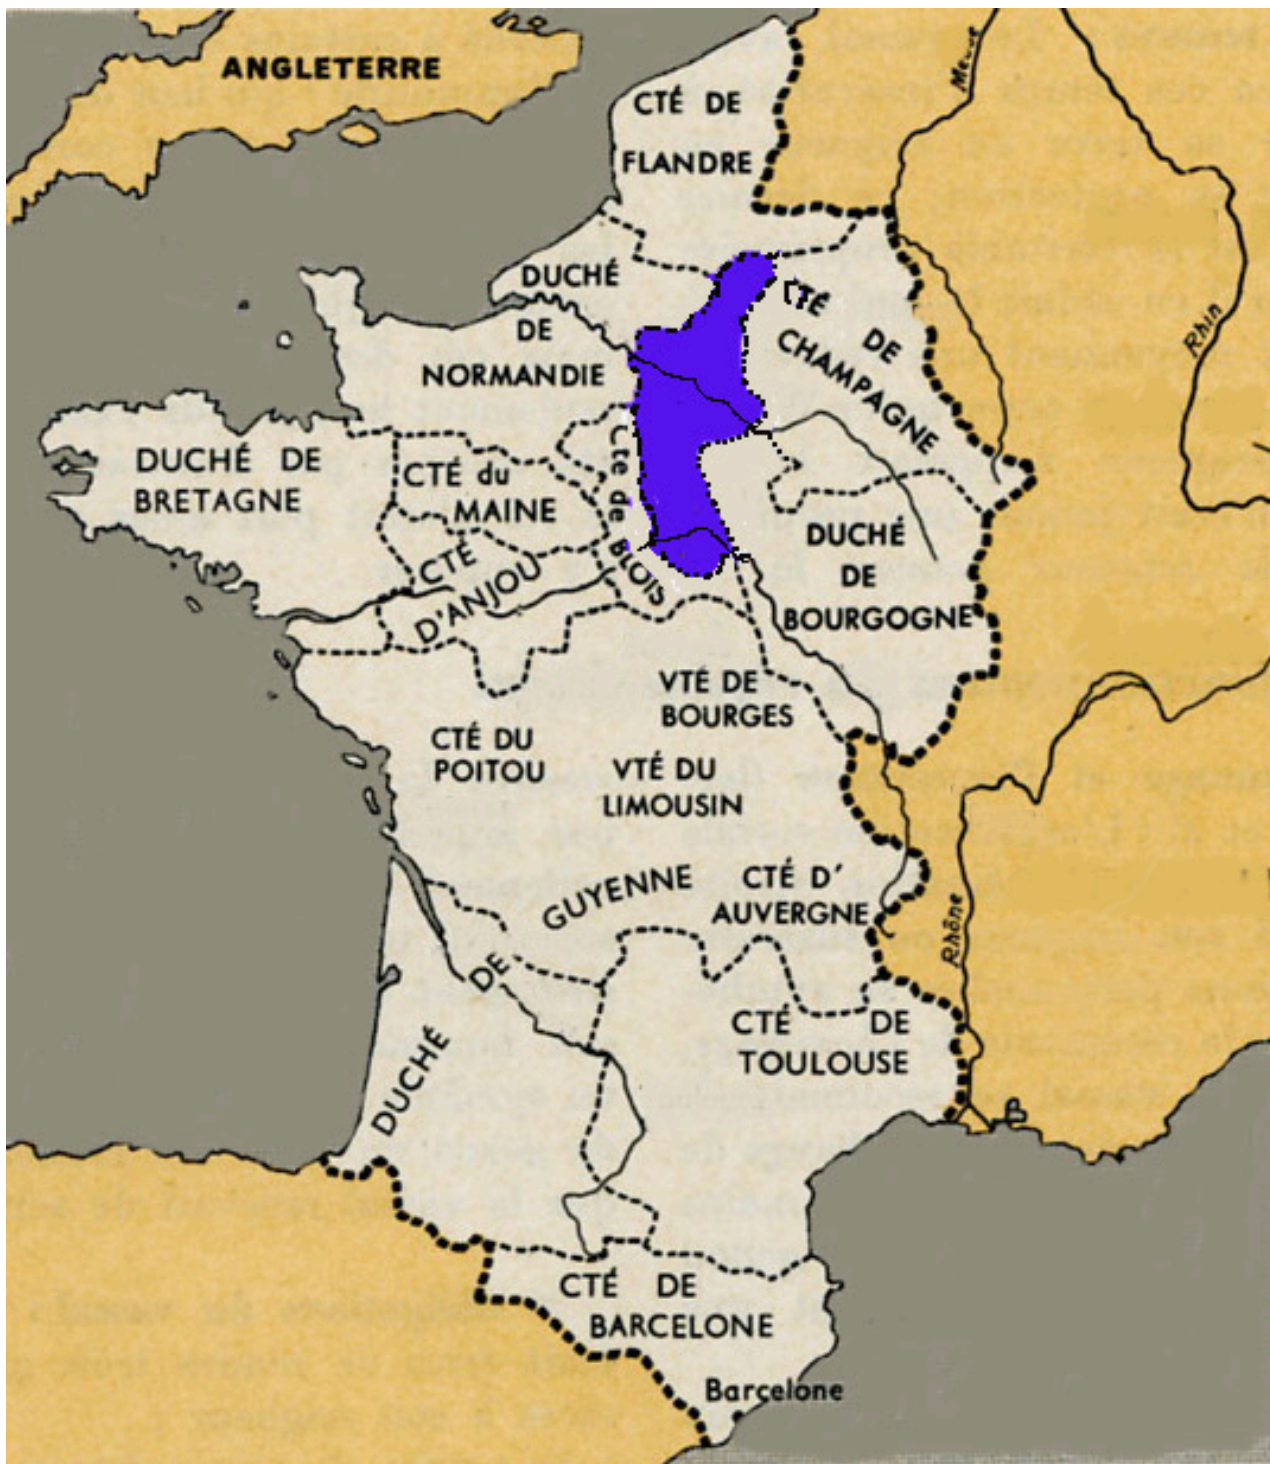 ANGLETERRE
CTÉ DE
FLANDRE
Meuse
Rhin
DUCHÉ
DE
NORMANDIE
CTÉ
DE
CHAMPAGNE
DUCHÉ DE
BRETAGNE
CTÉ du
MAINE
Cte de
BLOIS
CTÉ
D'ANJOU
DUCHÉ
DE
BOURGOGNE
VTÉ DE
BOURGES
CTÉ DU
POITOU
VTÉ DU
LIMOUSIN
CTÉ D'
AUVERGNE
DUCHÉ
DE
GUYENNE
Rhône
CTÉ DE
TOULOUSE
CTÉ DE
BARCELONE
Barcelone